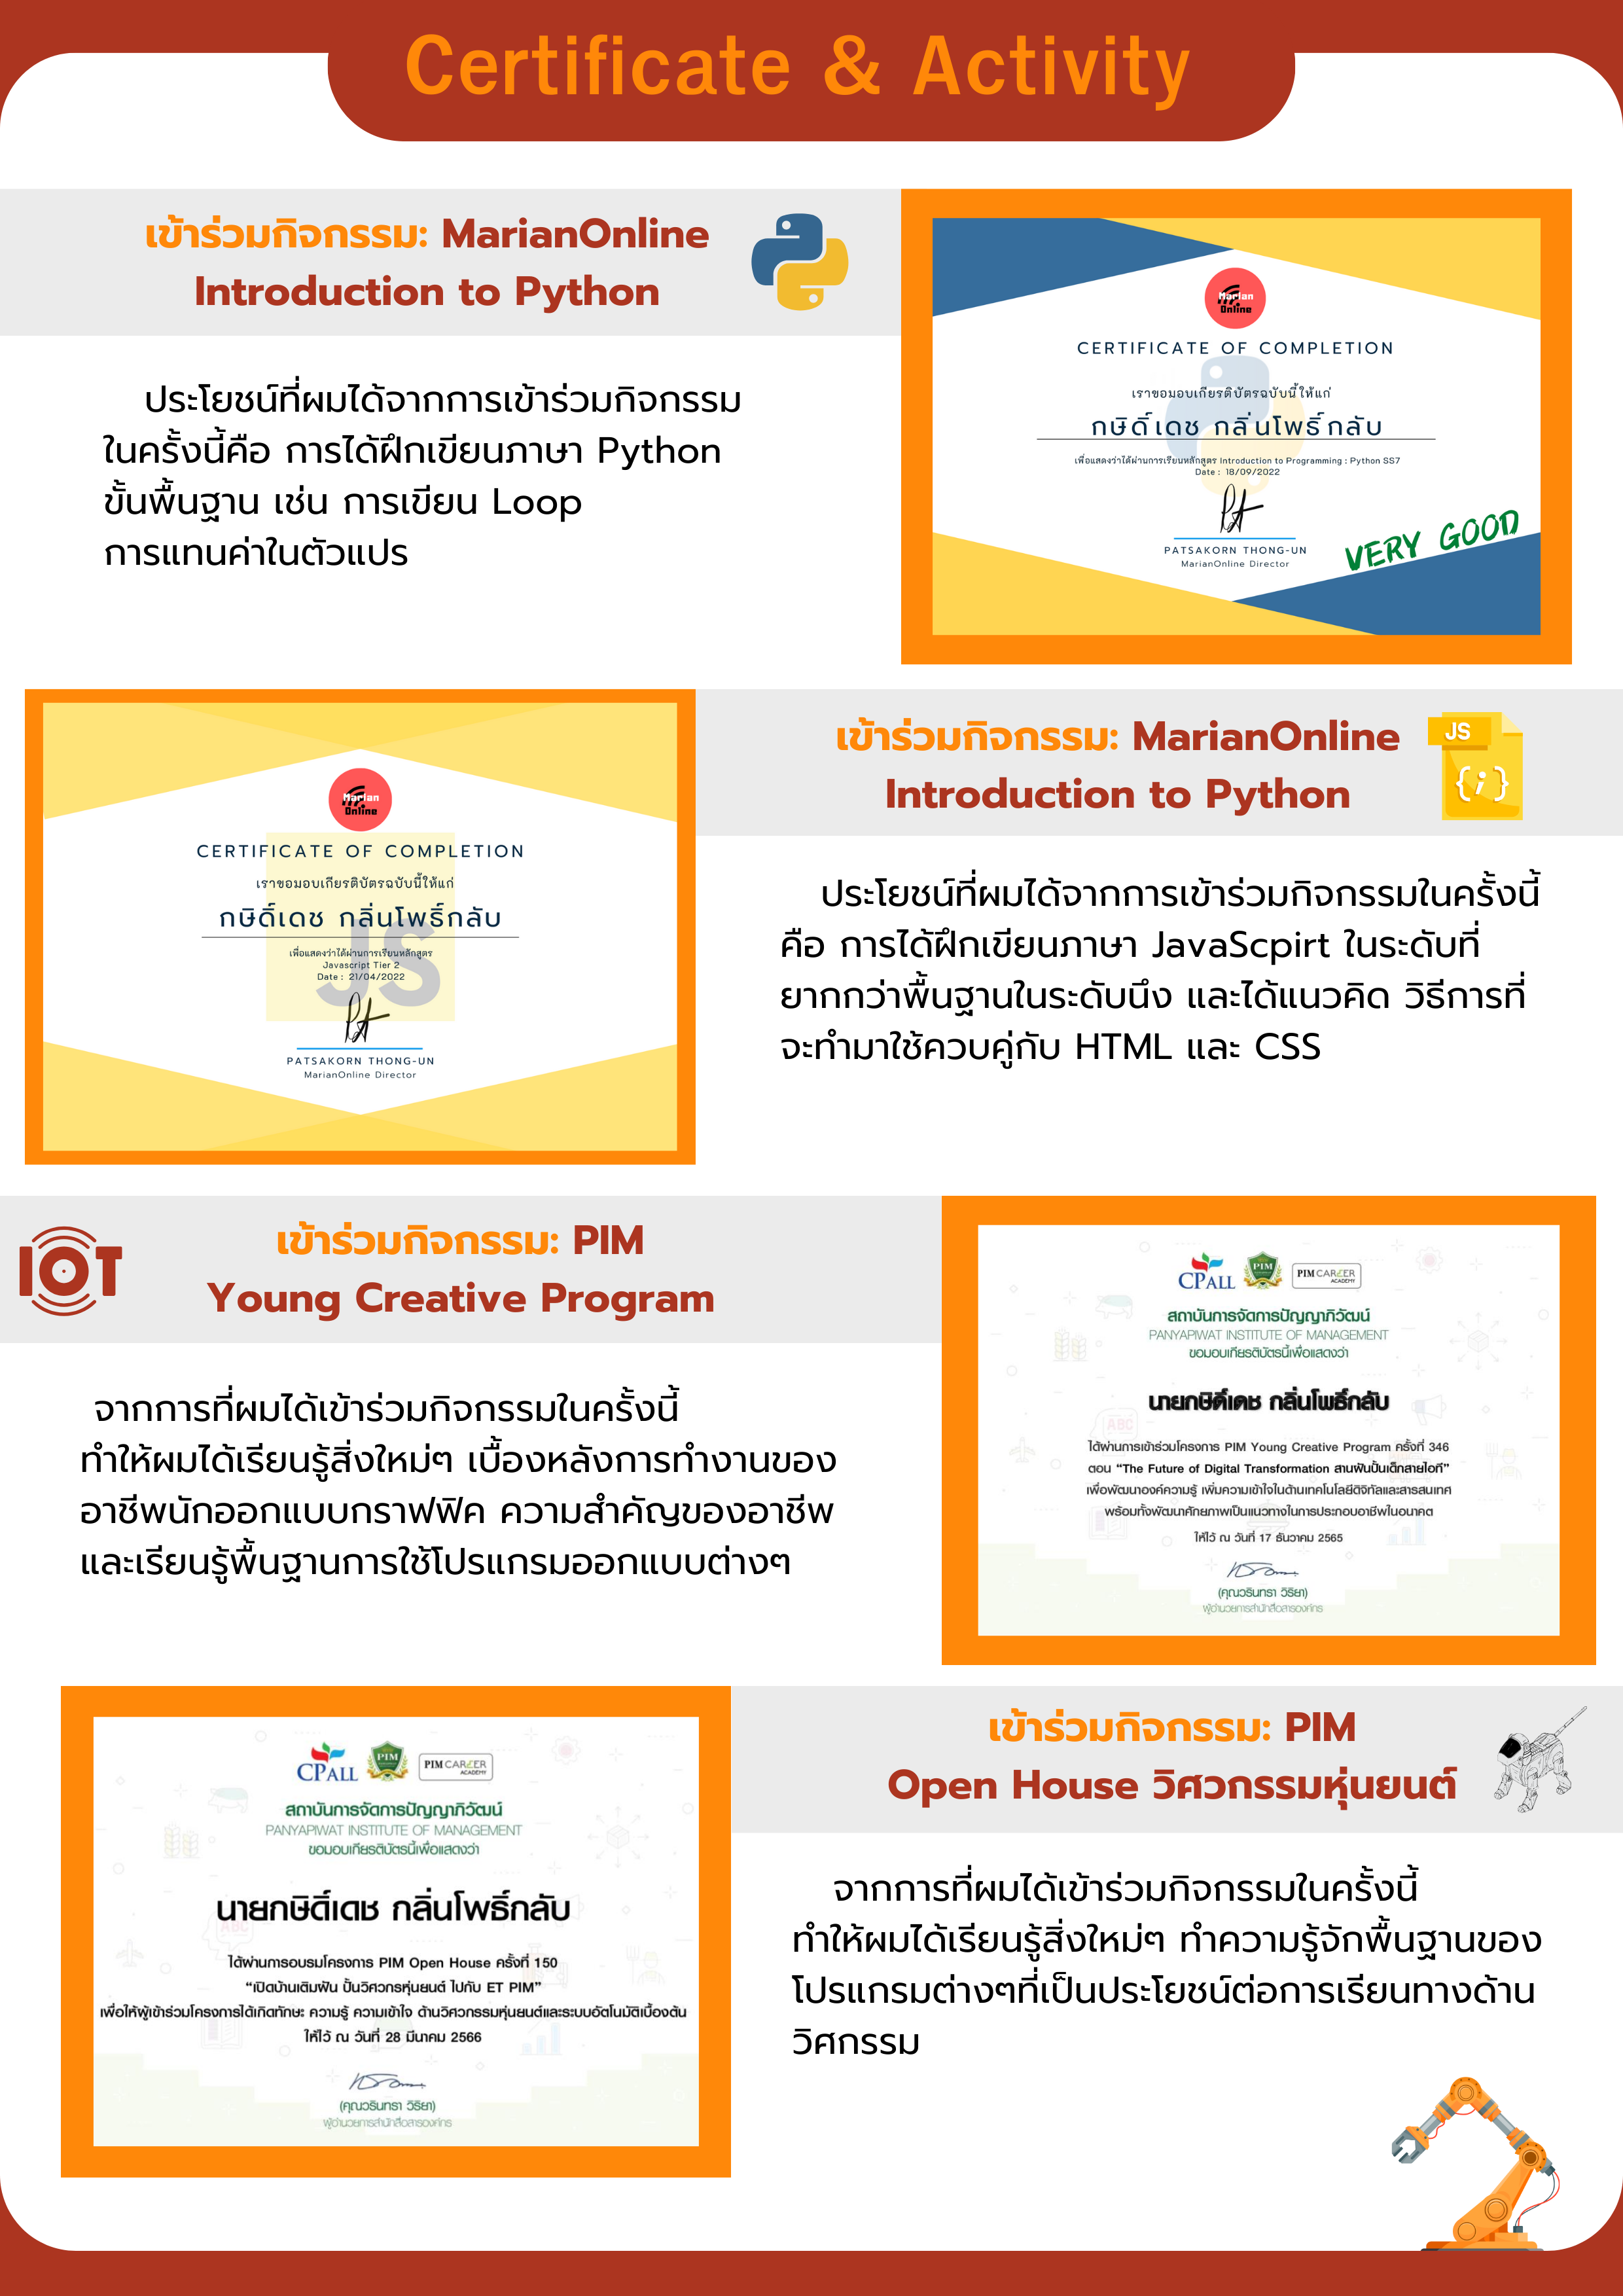 Certificate & Activity
เข้าร่วมกิจกรรม: MarianOnline
Introduction to Python
ประโยชน์ที่ผมได้จากการเข้าร่วมกิจกรรม
ในครั้งนี้คือ การได้ฝึกเขียนภาษา Python
ขั้นพื้นฐาน เช่น การเขียน Loop
การแทนค่าในตัวแปร
Marian
Online
CERTIFICATE OF COMPLETION
เราขอมอบเกียรติบัตรฉบับนี้ให้แก่
กษิดิ์เดช กลิ่นโพธิ์กลับ
เพื่อแสดงว่าได้ผ่านการเรียนหลักสูตร Introduction to Programming : Python SS7
Date : 18/09/2022
PATSAKORN THONG-UN
MarianOnline Director
VERY GOOD
Marian
Online
CERTIFICATE OF COMPLETION
เราขอมอบเกียรติบัตรฉบับนี้ให้แก่
กษิดิ์เดช กลิ่นโพธิ์กลับ
JS
เพื่อแสดงว่าได้ผ่านการเรียนหลักสูตร
Javascript Tier 2
Date : 21/04/2022
PATSAKORN THONG-UN
MarianOnline Director
เข้าร่วมกิจกรรม: MarianOnline
Introduction to Python
JS
{;}
ประโยชน์ที่ผมได้จากการเข้าร่วมกิจกรรมในครั้งนี้
คือ การได้ฝึกเขียนภาษา JavaScpirt ในระดับที่
ยากกว่าพื้นฐานในระดับนึง และได้แนวคิด วิธีการที่
จะทำมาใช้ควบคู่กับ HTML และ CSS
IOT
เข้าร่วมกิจกรรม: PIM
Young Creative Program
จากการที่ผมได้เข้าร่วมกิจกรรมในครั้งนี้
ทำให้ผมได้เรียนรู้สิ่งใหม่ๆ เบื้องหลังการทำงานของ
อาชีพนักออกแบบกราฟฟิค ความสำคัญของอาชีพ
และเรียนรู้พื้นฐานการใช้โปรแกรมออกแบบต่างๆ
CPALL PIM PIM CAREER ACADEMY
สถาบันการจัดการปัญญาภิวัฒน์
PANYAPIWAT INSTITUTE OF MANAGEMENT
ขอมอบเกียรติบัตรนี้เพื่อแสดงว่า
นายกษิดิ์เดช กลิ่นโพธิ์กลับ
ABC
ได้ผ่านการเข้าร่วมโครงการ PIM Young Creative Program ครั้งที่ 346
ตอน “The Future of Digital Transformation สานฝันปั้นเด็กสายไอที”
เพื่อพัฒนาองค์ความรู้ เพิ่มความเข้าใจในด้านเทคโนโลยีดิจิทัลและสารสนเทศ
พร้อมทั้งพัฒนาศักยภาพเป็นแนวทางในการประกอบอาชีพในอนาคต
ให้ไว้ ณ วันที่ 17 ธันวาคม 2565
(คุณวรินทรา วิริยา)
ผู้อำนวยการสำนักสื่อสารองค์กร
CPALL PIM PIM CAREER ACADEMY
สถาบันการจัดการปัญญาภิวัฒน์
PANYAPIWAT INSTITUTE OF MANAGEMENT
ขอมอบเกียรติบัตรนี้เพื่อแสดงว่า
นายกษิดิ์เดช กลิ่นโพธิ์กลับ
ABC
ได้ผ่านการอบรมโครงการ PIM Open House ครั้งที่ 150
“เปิดบ้านเติมฝัน ปั้นวิศวกรหุ่นยนต์ ไปกับ ET PIM”
เพื่อให้ผู้เข้าร่วมโครงการได้เกิดทักษะ ความรู้ ความเข้าใจ ด้านวิศวกรรมหุ่นยนต์และระบบอัตโนมัติเบื้องต้น
ให้ไว้ ณ วันที่ 28 มีนาคม 2566
(คุณวรินทรา วิริยา)
ผู้อำนวยการสำนักสื่อสารองค์กร
เข้าร่วมกิจกรรม: PIM
Open House วิศวกรรมหุ่นยนต์
จากการที่ผมได้เข้าร่วมกิจกรรมในครั้งนี้
ทำให้ผมได้เรียนรู้สิ่งใหม่ๆ ทำความรู้จักพื้นฐานของ
โปรแกรมต่างๆที่เป็นประโยชน์ต่อการเรียนทางด้าน
วิศกรรม